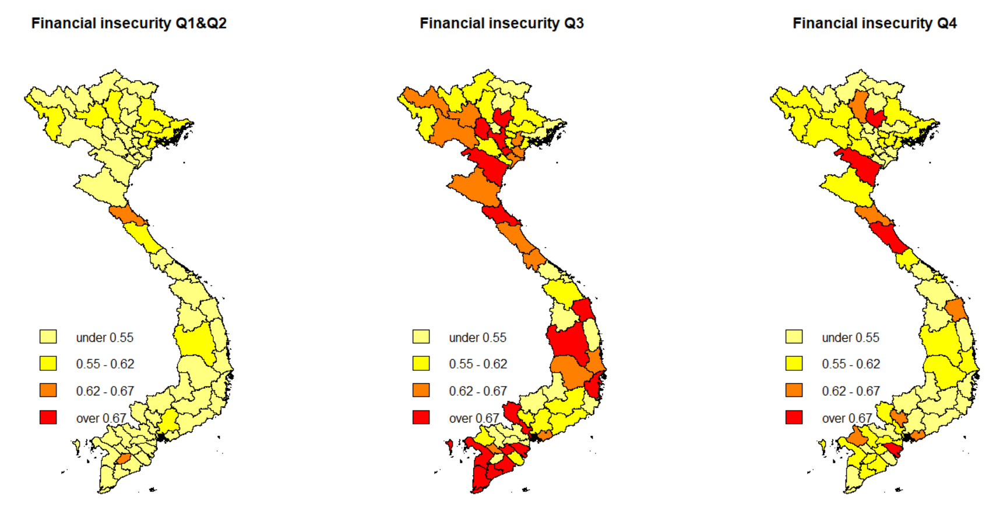 Financial insecurity Q1&Q2
under 0.55
0.55 - 0.62
0.62 - 0.67
over 0.67
Financial insecurity Q3
under 0.55
0.55 - 0.62
0.62 - 0.67
over 0.67
Financial insecurity Q4
under 0.55
0.55 - 0.62
0.62 - 0.67
over 0.67